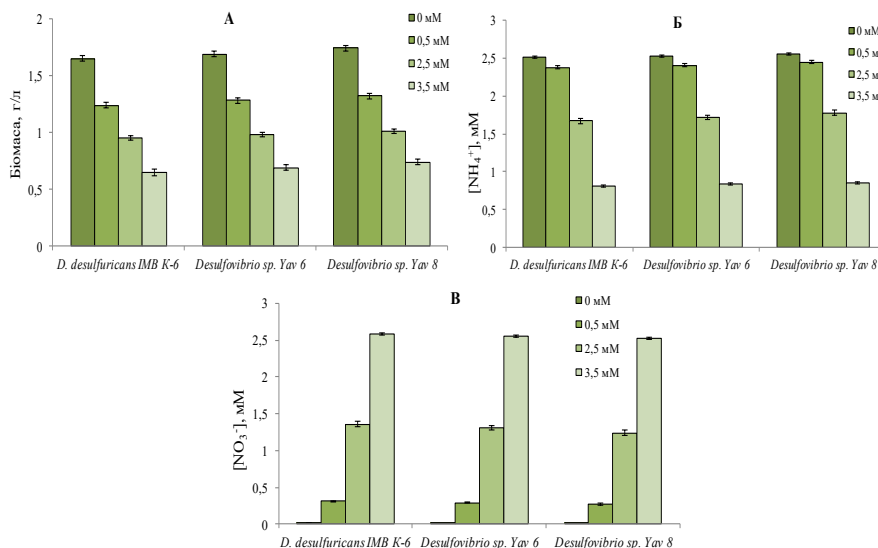 А
Біомаса, г/л
2
1,5
1
0,5
0
0 мМ
0,5 мМ
2,5 мМ
3,5 мМ
D. desulfuricans IMB K-6
Desulfovibrio sp. Yav 6
Desulfovibrio sp. Yav 8
Б
[NH₄⁺], мМ
3
2,5
2
1,5
1
0,5
0
0 мМ
0,5 мМ
2,5 мМ
3,5 мМ
D. desulfuricans IMB K-6
Desulfovibrio sp. Yav 6
Desulfovibrio sp. Yav 8
В
[NO₃⁻], мМ
3
2,5
2
1,5
1
0,5
0
0 мМ
0,5 мМ
2,5 мМ
3,5 мМ
D. desulfuricans IMB K-6
Desulfovibrio sp. Yav 6
Desulfovibrio sp. Yav 8